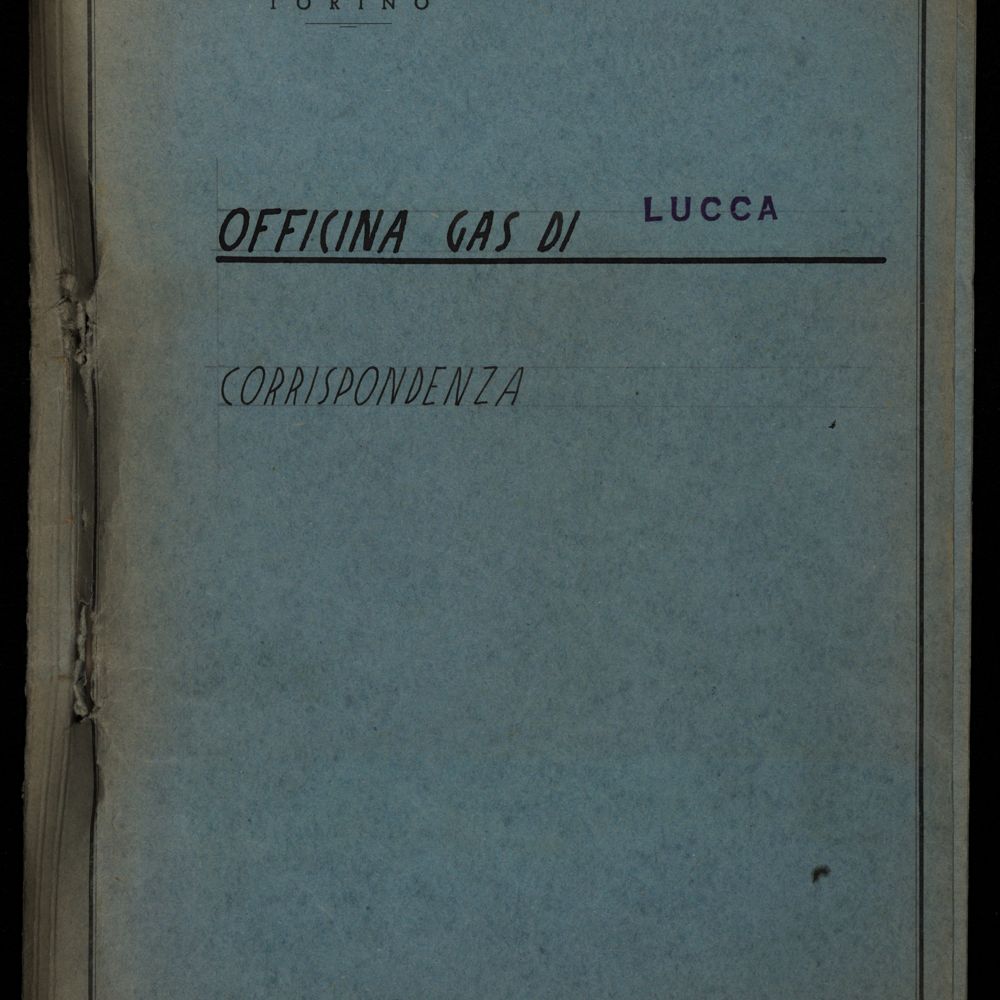 TORINO
OFFICINA GAS DI LUCCA
CORRISPONDENZA